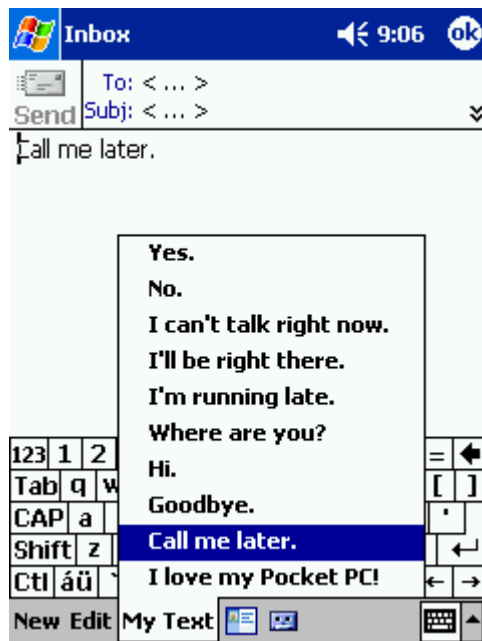 Inbox 9:06 ok
To: < ... >
Send Subj: < ... >
Call me later.
Yes.
No.
I can't talk right now.
I'll be right there.
I'm running late.
Where are you?
Hi.
Goodbye.
Call me later.
I love my Pocket PC!
123 1 2 =
Tab q w [ ]
CAP a '
Shift z
Ctl áü ` ← →
New Edit My Text